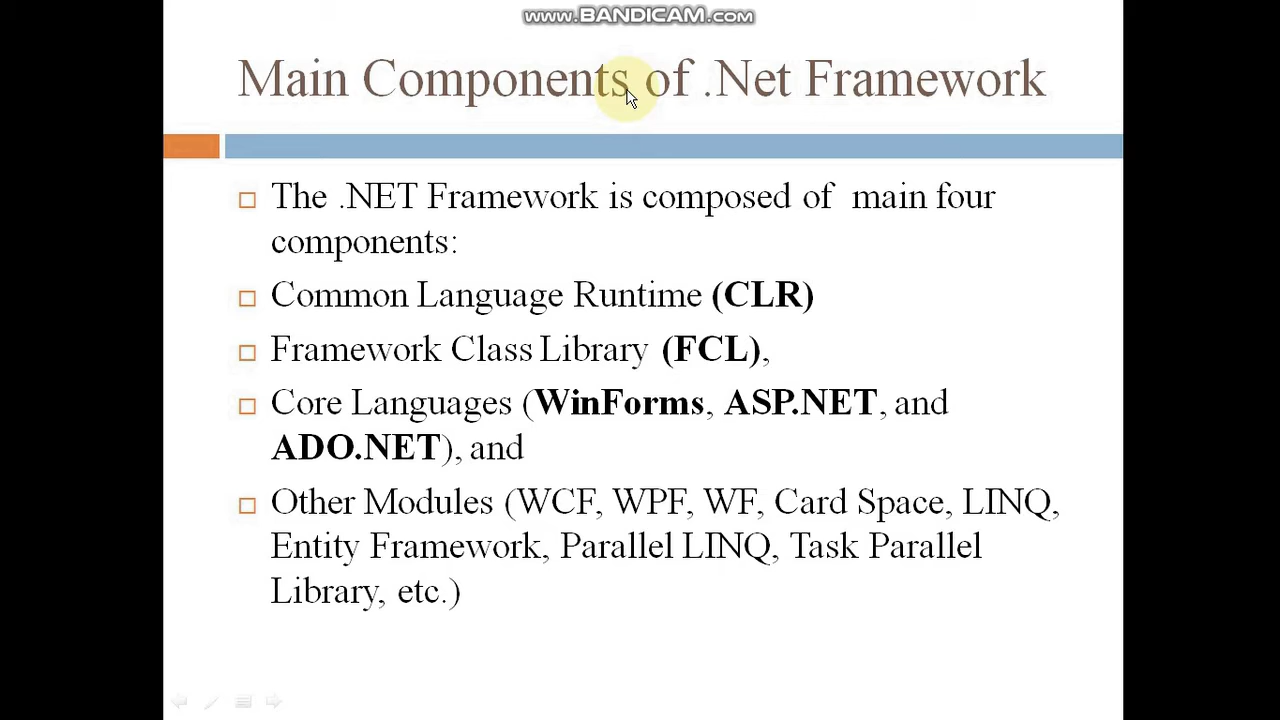 www.BANDICAM.com
Main Components of .Net Framework
The .NET Framework is composed of main four
components:
Common Language Runtime (CLR)
Framework Class Library (FCL),
Core Languages (WinForms, ASP.NET, and
ADO.NET), and
Other Modules (WCF, WPF, WF, Card Space, LINQ,
Entity Framework, Parallel LINQ, Task Parallel
Library, etc.)